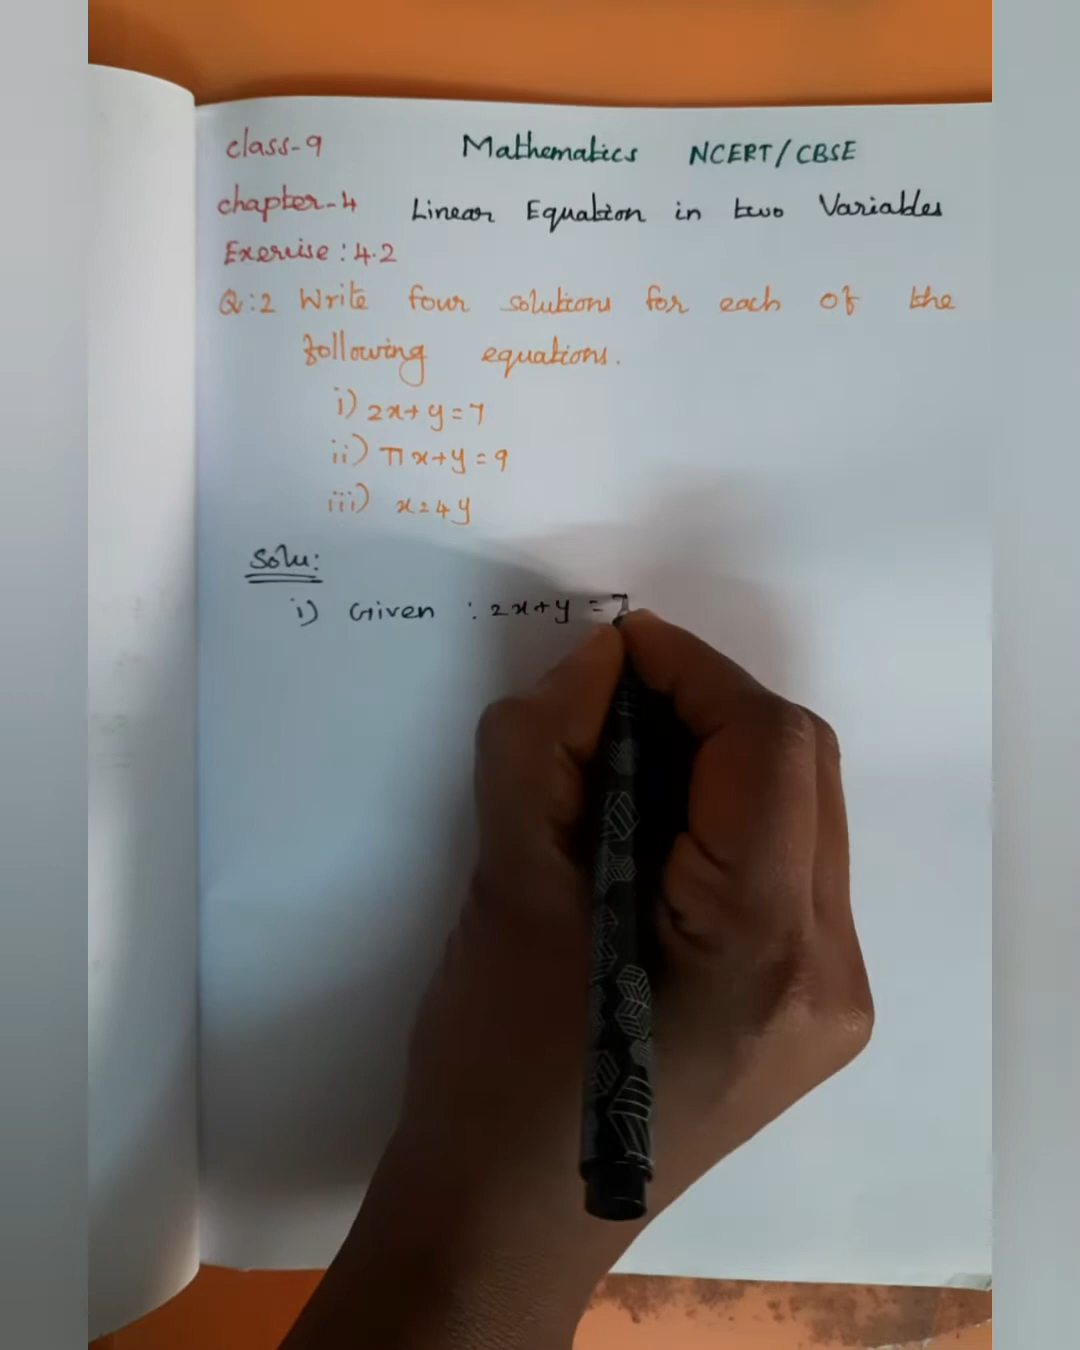 class-9 Mathematics NCERT/CBSE
chapter-4 Linear Equation in two Variables
Exercise : 4.2
Q:2 Write four solutions for each of the
following equations.
i) 2x+y=7
ii) πx+y=9
iii) x=4y
Solu:
i) Given : 2x+y=7